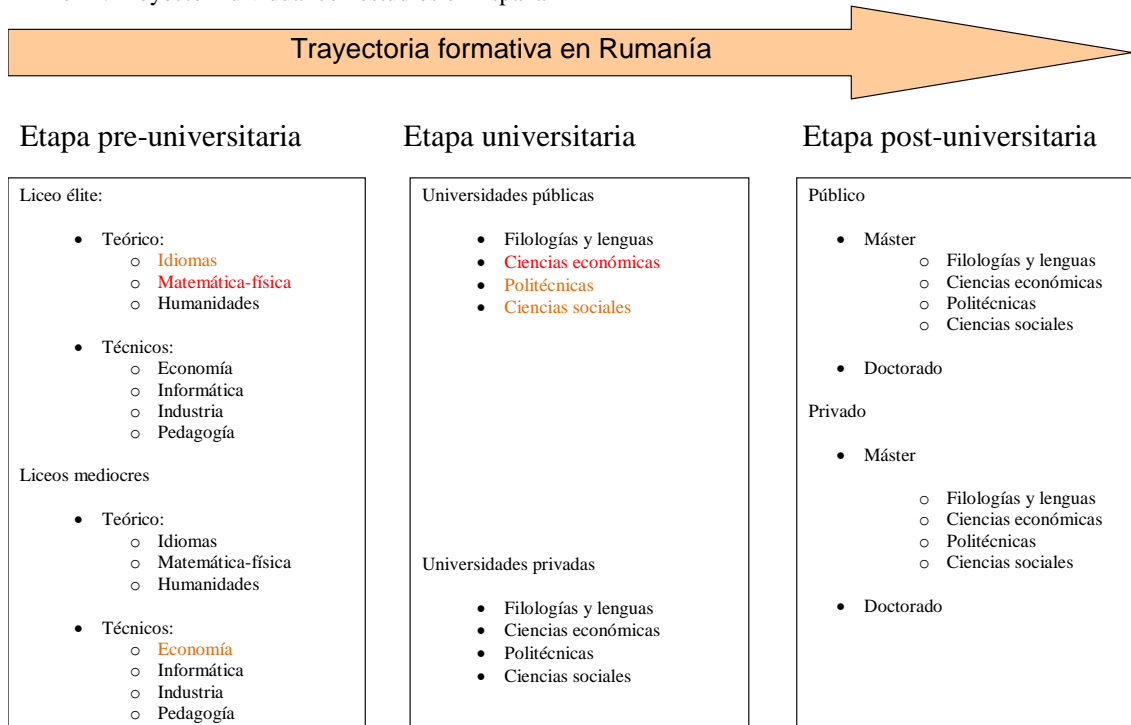 Trayectoria formativa en Rumanía
Etapa pre-universitaria
Liceo élite:
• Teórico:
o Idiomas
o Matemática-física
o Humanidades
• Técnicos:
o Economía
o Informática
o Industria
o Pedagogía
Liceos mediocres
• Teórico:
o Idiomas
o Matemática-física
o Humanidades
• Técnicos:
o Economía
o Informática
o Industria
o Pedagogía
Etapa universitaria
Universidades públicas
• Filologías y lenguas
• Ciencias económicas
• Politécnicas
• Ciencias sociales
Universidades privadas
• Filologías y lenguas
• Ciencias económicas
• Politécnicas
• Ciencias sociales
Etapa post-universitaria
Público
• Máster
o Filologías y lenguas
o Ciencias económicas
o Politécnicas
o Ciencias sociales
• Doctorado
Privado
• Máster
o Filologías y lenguas
o Ciencias económicas
o Politécnicas
o Ciencias sociales
• Doctorado